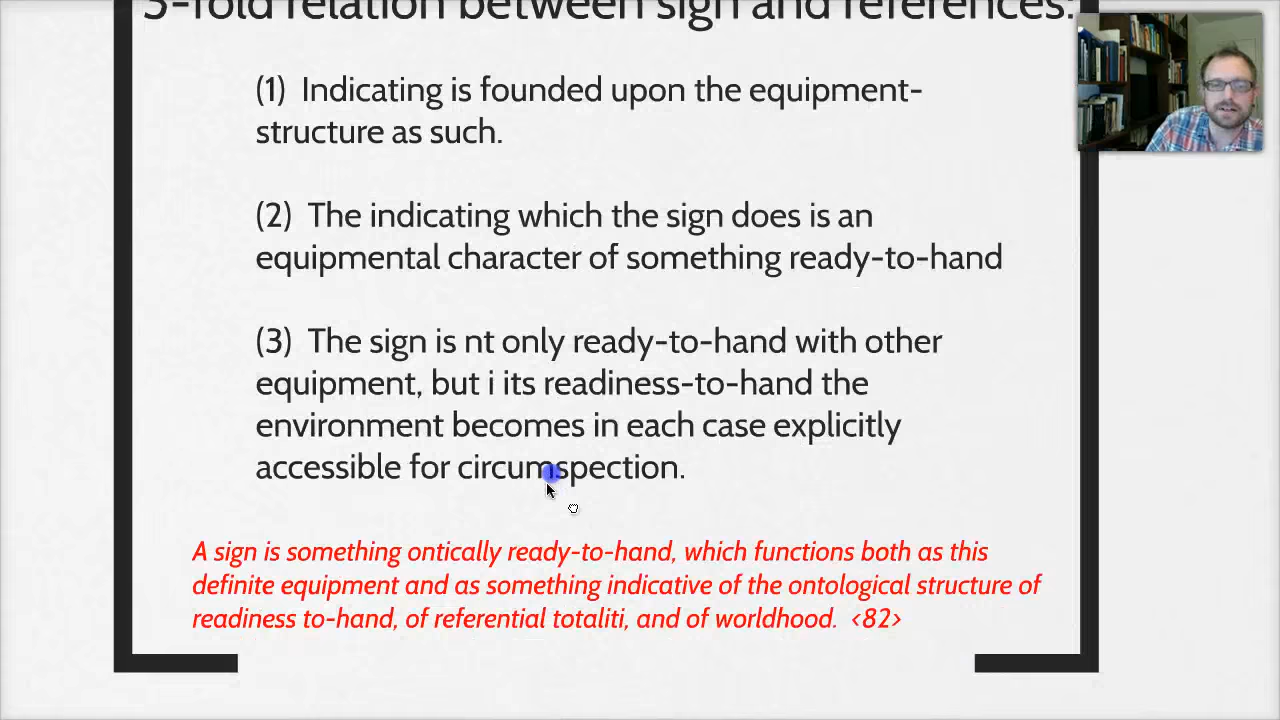 3-fold relation between sign and references:
(1) Indicating is founded upon the equipment-
structure as such.
(2) The indicating which the sign does is an
equipmental character of something ready-to-hand
(3) The sign is nt only ready-to-hand with other
equipment, but i its readiness-to-hand the
environment becomes in each case explicitly
accessible for circumspection.
A sign is something ontically ready-to-hand, which functions both as this
definite equipment and as something indicative of the ontological structure of
readiness to-hand, of referential totaliti, and of worldhood. <82>